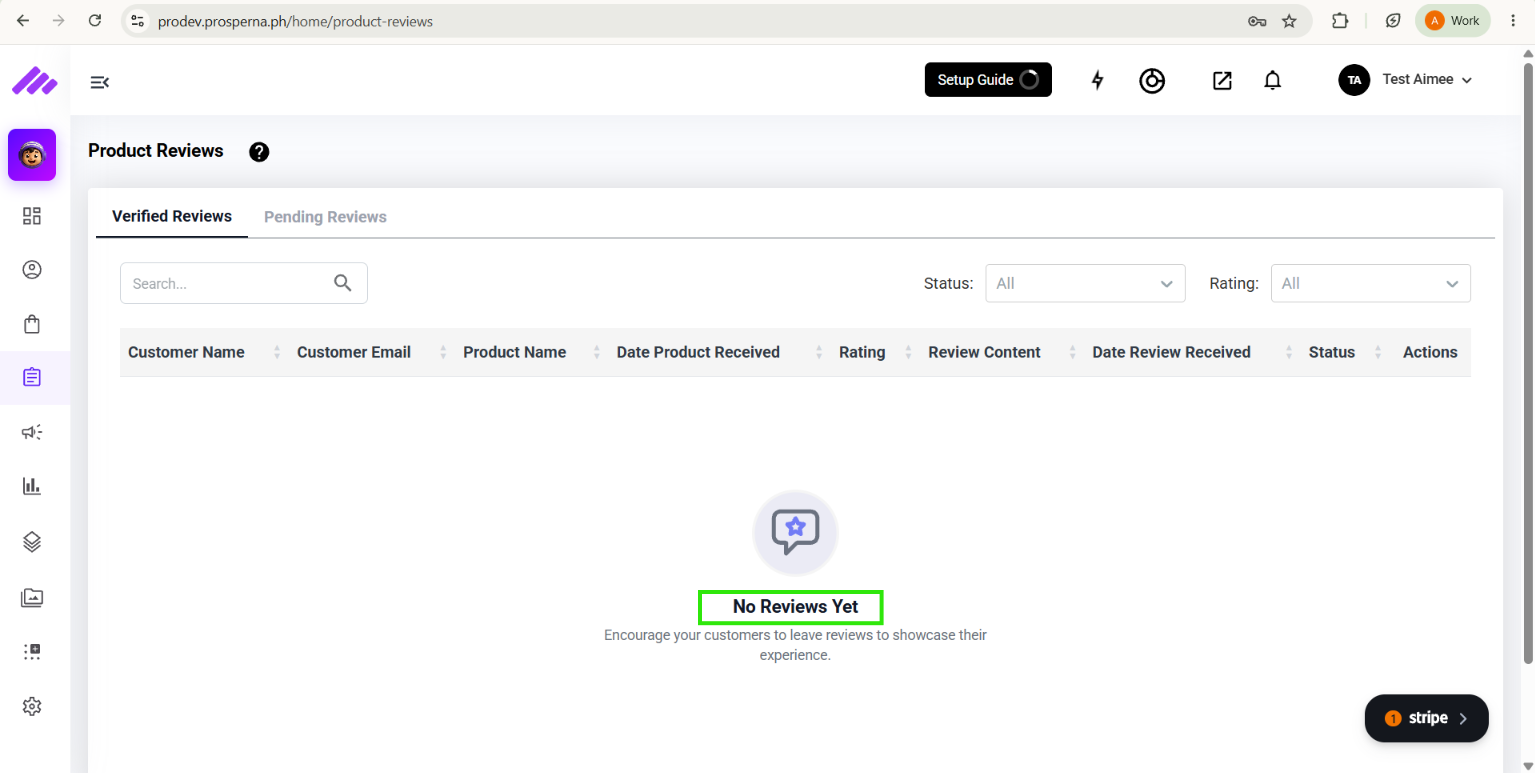 prodev.prosperna.ph/home/product-reviews
A Work
Setup Guide
TA Test Aimee
Product Reviews ?
Verified Reviews Pending Reviews
Search... Status: All Rating: All
Customer Name Customer Email Product Name Date Product Received Rating Review Content Date Review Received Status Actions
No Reviews Yet
Encourage your customers to leave reviews to showcase their
experience.
1 stripe